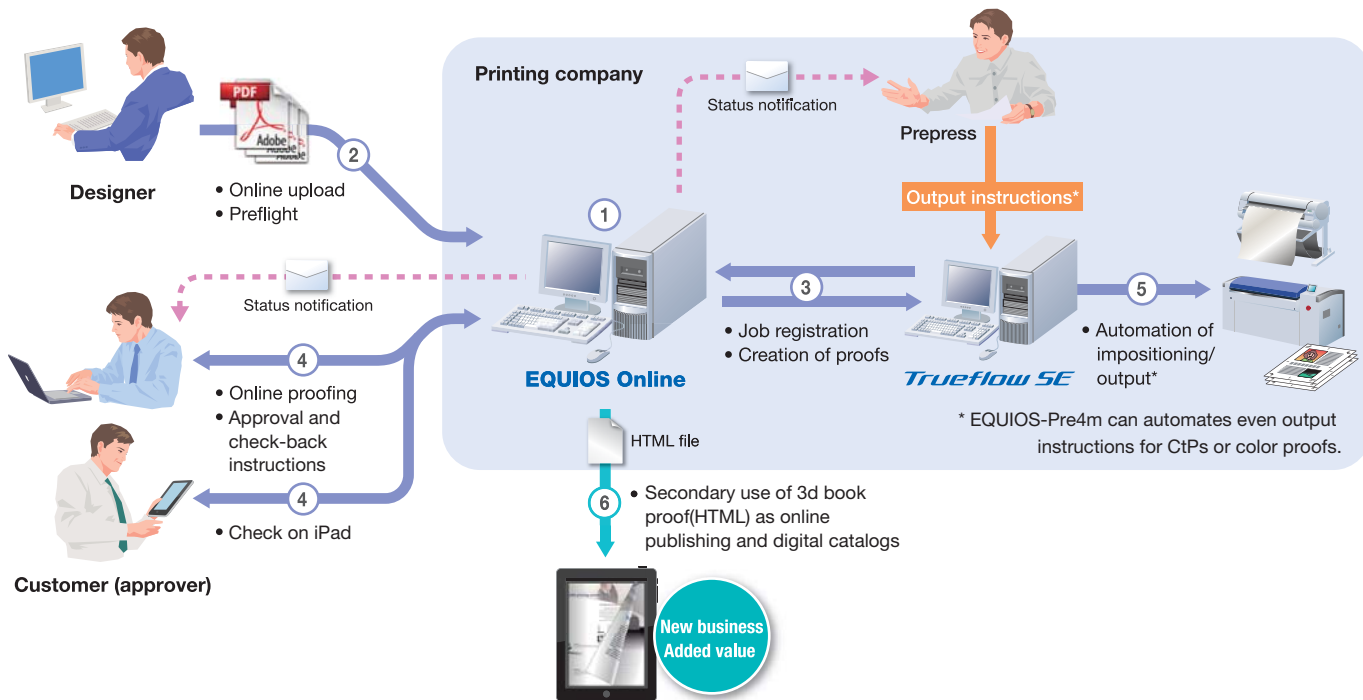 Printing company
Status notification
Prepress
PDF
Adobe
Adobe
Adobe
2
Designer
• Online upload
• Preflight
1
Output instructions*
Status notification
3
5
• Job registration
• Creation of proofs
• Automation of
impositioning/
output*
EQUIOS Online
Trueflow SE
4
• Online proofing
• Approval and
check-back
instructions
* EQUIOS-Pre4m can automates even output
instructions for CtPs or color proofs.
HTML file
4
• Check on iPad
6
• Secondary use of 3d book
proof(HTML) as online
publishing and digital catalogs
Customer (approver)
New business
Added value